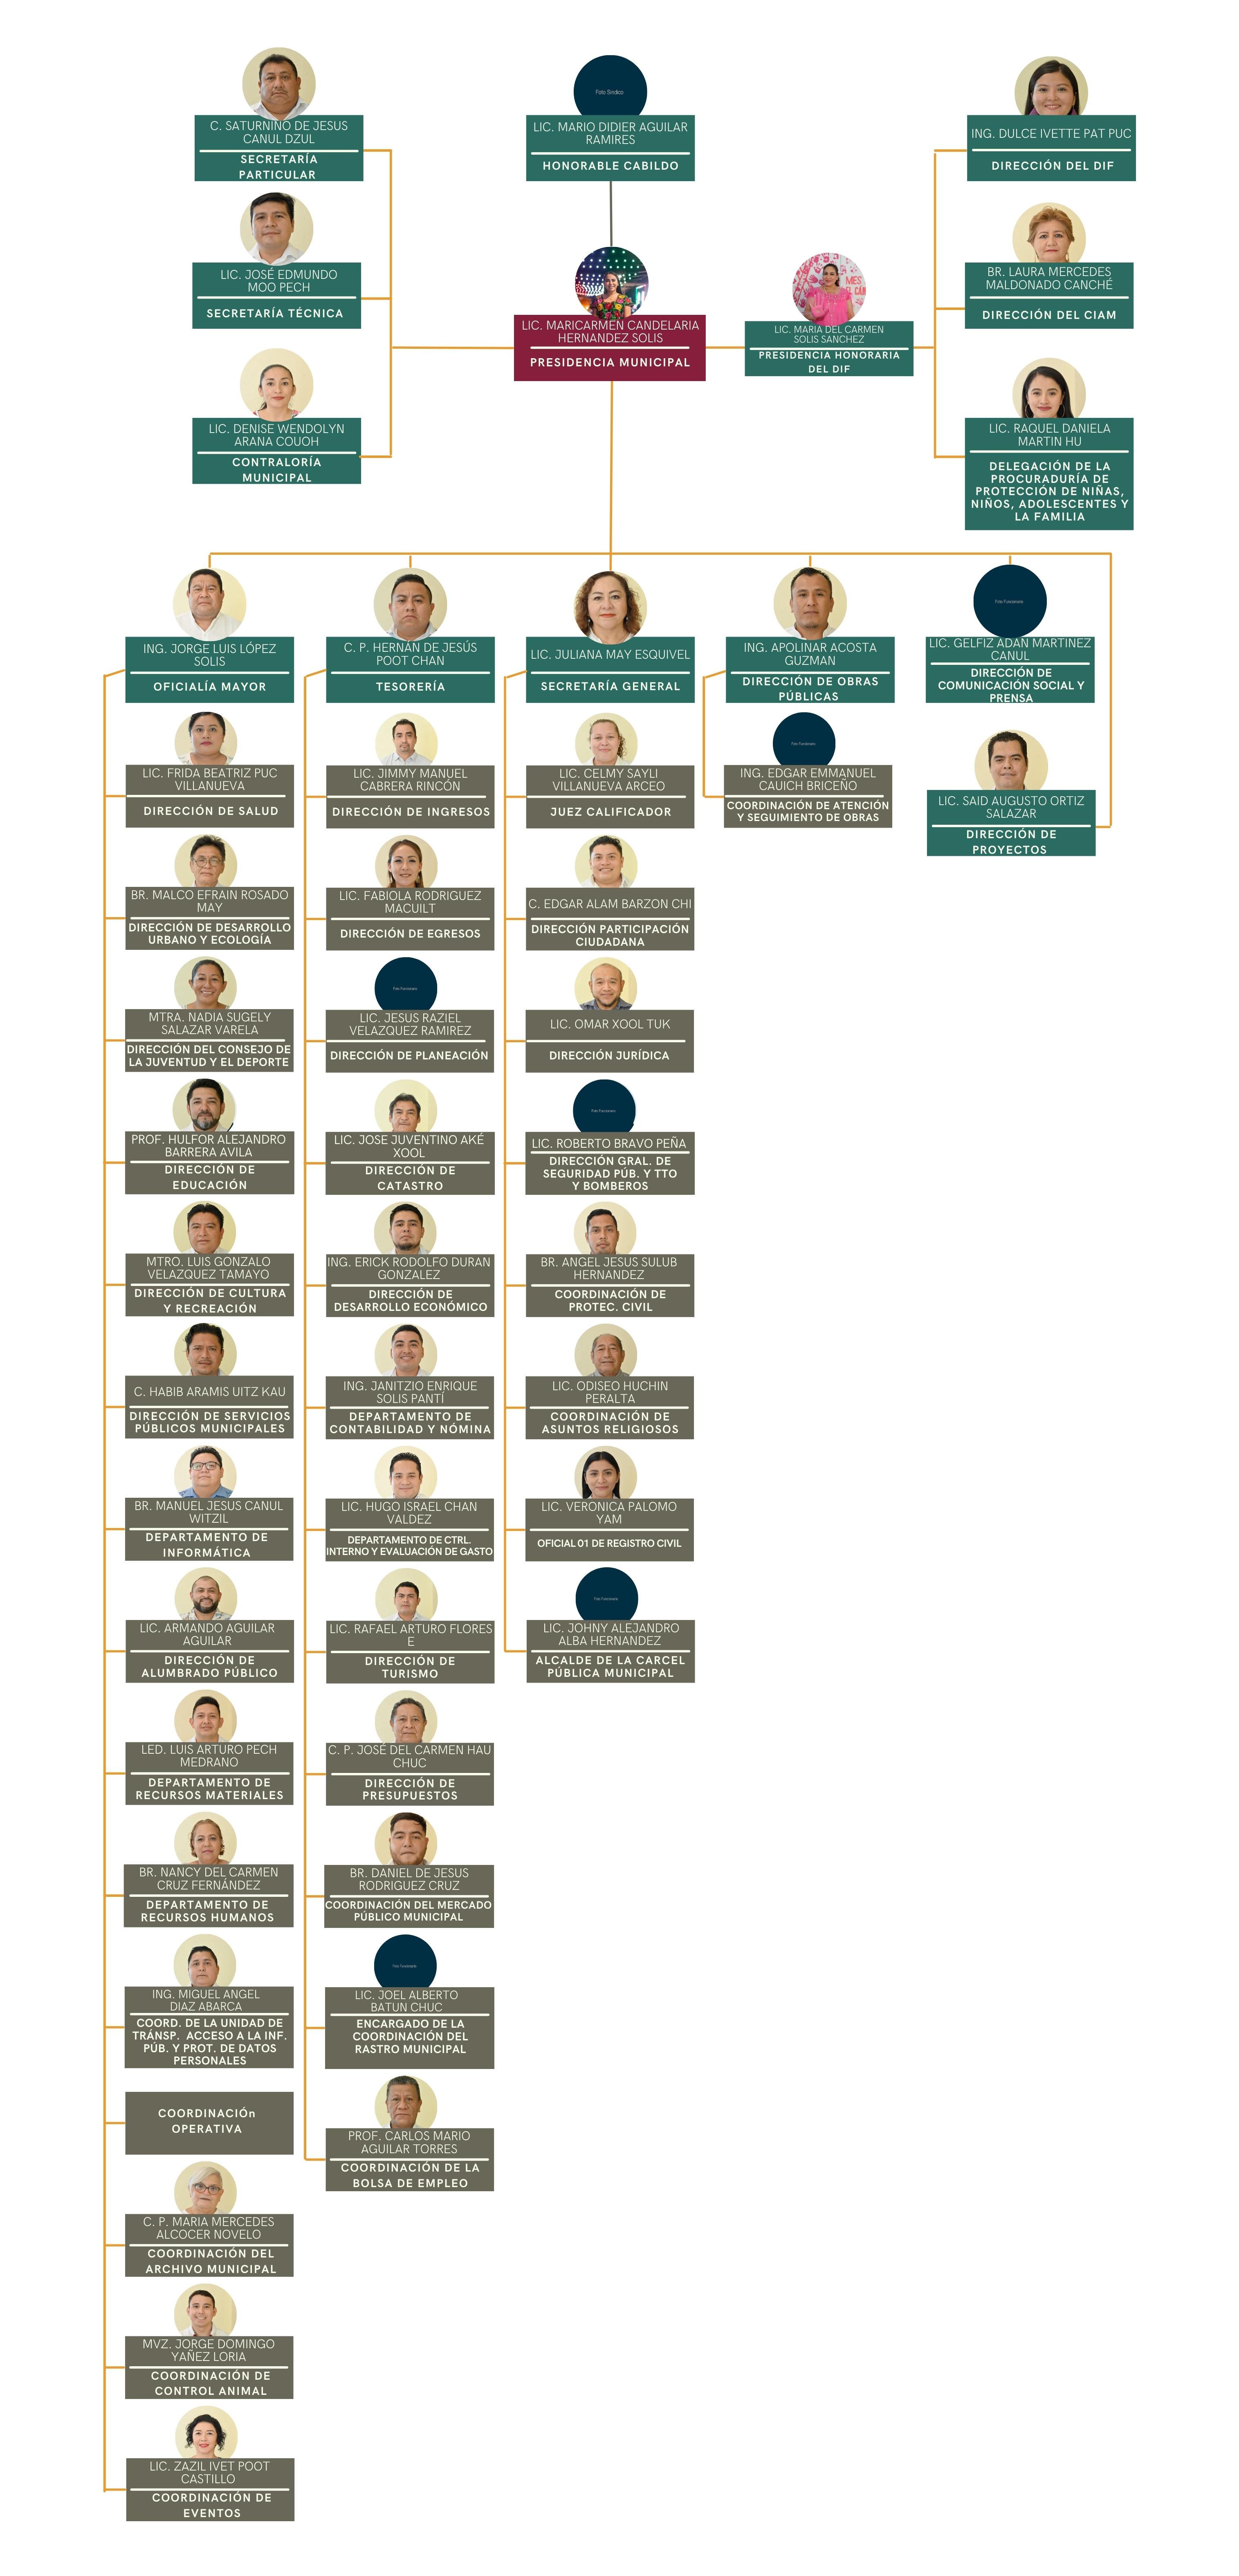 C. SATURNINO DE JESUS
CANUL DZUL
SECRETARÍA
PARTICULAR
Foto Sindico
LIC. MARIO DIDIER AGUILAR
RAMIRES
HONORABLE CABILDO
ING. DULCE IVETTE PAT PUC
DIRECCIÓN DEL DIF
LIC. JOSÉ EDMUNDO
MOO PECH
SECRETARÍA TÉCNICA
BR. LAURA MERCEDES
MALDONADO CANCHÉ
DIRECCIÓN DEL CIAM
LIC. MARICARMEN CANDELARIA
HERNANDEZ SOLIS
PRESIDENCIA MUNICIPAL
LIC. MARIA DEL CARMEN
SOLIS SANCHEZ
PRESIDENCIA HONORARIA
DEL DIF
LIC. DENISE WENDOLYN
ARANA COUOH
CONTRALORÍA
MUNICIPAL
LIC. RAQUEL DANIELA
MARTIN HU
DELEGACIÓN DE LA
PROCURADURÍA DE
PROTECCIÓN DE NIÑAS,
NIÑOS, ADOLESCENTES Y
LA FAMILIA
ING. JORGE LUIS LÓPEZ
SOLIS
OFICIALÍA MAYOR
LIC. FRIDA BEATRIZ PUC
VILLANUEVA
DIRECCIÓN DE SALUD
BR. MALCO EFRAIN ROSADO
MAY
DIRECCIÓN DE DESARROLLO
URBANO Y ECOLOGÍA
MTRA. NADIA SUGELY
SALAZAR VARELA
DIRECCIÓN DEL CONSEJO DE
LA JUVENTUD Y EL DEPORTE
PROF. HULFOR ALEJANDRO
BARRERA AVILA
DIRECCIÓN DE
EDUCACIÓN
MTRO. LUIS GONZALO
VELAZQUEZ TAMAYO
DIRECCIÓN DE CULTURA
Y RECREACIÓN
C. HABIB ARAMIS UITZ KAU
DIRECCIÓN DE SERVICIOS
PÚBLICOS MUNICIPALES
BR. MANUEL JESUS CANUL
WITZIL
DEPARTAMENTO DE
INFORMÁTICA
LIC. ARMANDO AGUILAR
AGUILAR
DIRECCIÓN DE
ALUMBRADO PÚBLICO
LED. LUIS ARTURO PECH
MEDRANO
DEPARTAMENTO DE
RECURSOS MATERIALES
BR. NANCY DEL CARMEN
CRUZ FERNÁNDEZ
DEPARTAMENTO DE
RECURSOS HUMANOS
ING. MIGUEL ANGEL
DIAZ ABARCA
COORD. DE LA UNIDAD DE
TRÁNSP. ACCESO A LA INF.
PÚB. Y PROT. DE DATOS
PERSONALES
COORDINACIÓn
OPERATIVA
C. P. MARIA MERCEDES
ALCOCER NOVELO
COORDINACIÓN DEL
ARCHIVO MUNICIPAL
MVZ. JORGE DOMINGO
YAÑEZ LORIA
COORDINACIÓN DE
CONTROL ANIMAL
LIC. ZAZIL IVET POOT
CASTILLO
COORDINACIÓN DE
EVENTOS
C. P. HERNÁN DE JESÚS
POOT CHAN
TESORERÍA
LIC. JIMMY MANUEL
CABRERA RINCÓN
DIRECCIÓN DE INGRESOS
LIC. FABIOLA RODRIGUEZ
MACUILT
DIRECCIÓN DE EGRESOS
Foto Funcionario
LIC. JESUS RAZIEL
VELAZQUEZ RAMIREZ
DIRECCIÓN DE PLANEACIÓN
LIC. JOSE JUVENTINO AKÉ
XOOL
DIRECCIÓN DE
CATASTRO
ING. ERICK RODOLFO DURAN
GONZALEZ
DIRECCIÓN DE
DESARROLLO ECONÓMICO
ING. JANITZIO ENRIQUE
SOLIS PANTÍ
DEPARTAMENTO DE
CONTABILIDAD Y NÓMINA
LIC. HUGO ISRAEL CHAN
VALDEZ
DEPARTAMENTO DE CTRL.
INTERNO Y EVALUACIÓN DE GASTO
LIC. RAFAEL ARTURO FLORES
E
DIRECCIÓN DE
TURISMO
C. P. JOSÉ DEL CARMEN HAU
CHUC
DIRECCIÓN DE
PRESUPUESTOS
BR. DANIEL DE JESUS
RODRIGUEZ CRUZ
COORDINACIÓN DEL MERCADO
PÚBLICO MUNICIPAL
Foto Funcionario
LIC. JOEL ALBERTO
BATUN CHUC
ENCARGADO DE LA
COORDINACIÓN DEL
RASTRO MUNICIPAL
PROF. CARLOS MARIO
AGUILAR TORRES
COORDINACIÓN DE LA
BOLSA DE EMPLEO
LIC. JULIANA MAY ESQUIVEL
SECRETARÍA GENERAL
LIC. CELMY SAYLI
VILLANUEVA ARCEO
JUEZ CALIFICADOR
C. EDGAR ALAM BARZON CHI
DIRECCIÓN PARTICIPACIÓN
CIUDADANA
LIC. OMAR XOOL TUK
DIRECCIÓN JURÍDICA
Foto Funcionario
LIC. ROBERTO BRAVO PEÑA
DIRECCIÓN GRAL. DE
SEGURIDAD PÚB. Y TTO
Y BOMBEROS
BR. ANGEL JESUS SULUB
HERNANDEZ
COORDINACIÓN DE
PROTEC. CIVIL
LIC. ODISEO HUCHIN
PERALTA
COORDINACIÓN DE
ASUNTOS RELIGIOSOS
LIC. VERONICA PALOMO
YAM
OFICIAL 01 DE REGISTRO CIVIL
Foto Funcionario
LIC. JOHNY ALEJANDRO
ALBA HERNANDEZ
ALCALDE DE LA CARCEL
PÚBLICA MUNICIPAL
ING. APOLINAR ACOSTA
GUZMAN
DIRECCIÓN DE OBRAS
PÚBLICAS
Foto Funcionario
ING. EDGAR EMMANUEL
CAUICH BRICEÑO
COORDINACIÓN DE ATENCIÓN
Y SEGUIMIENTO DE OBRAS
Foto Funcionario
LIC. GELFIZ ADAN MARTINEZ
CANUL
DIRECCIÓN DE
COMUNICACIÓN SOCIAL Y
PRENSA
LIC. SAID AUGUSTO ORTIZ
SALAZAR
DIRECCIÓN DE
PROYECTOS